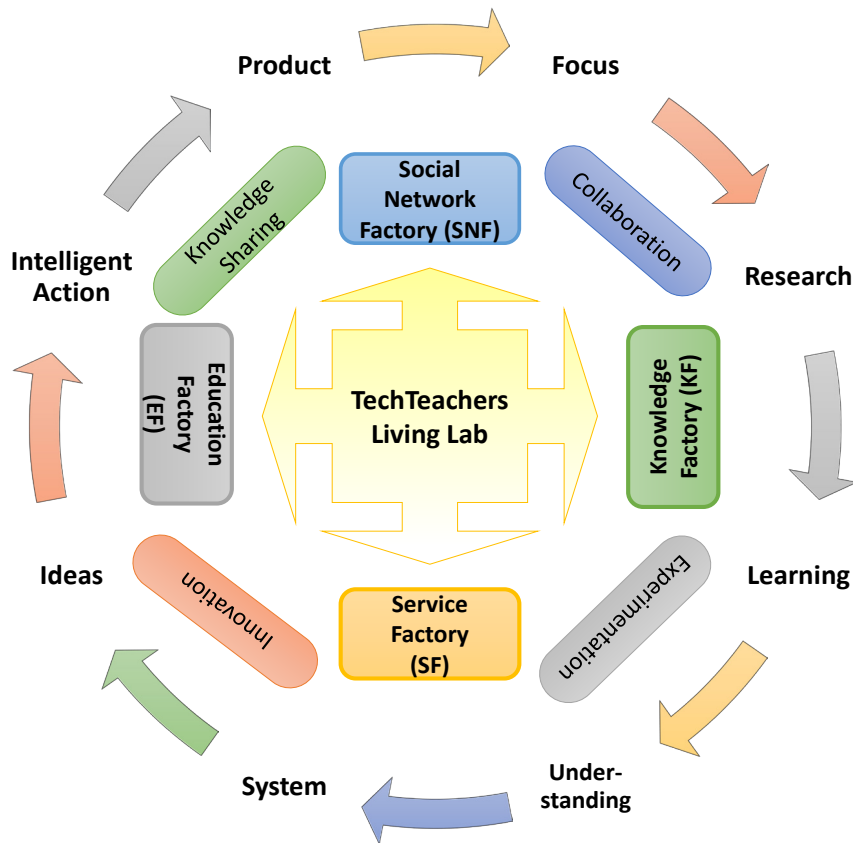 Product
Focus
Social
Network
Factory (SNF)
Knowledge
Sharing
Collaboration
Intelligent
Action
Research
Education
Factory
(EF)
TechTeachers
Living Lab
Knowledge
Factory (KF)
Ideas
Learning
Innovation
Service
Factory
(SF)
Experimentation
System
Under-
standing